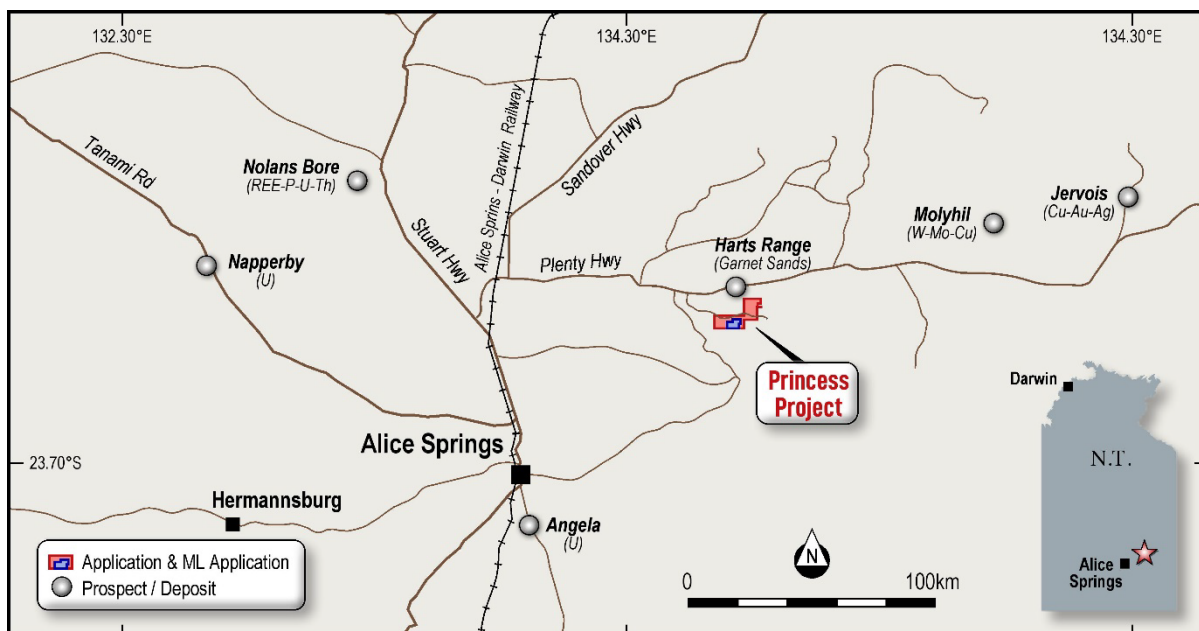 132.30°E
134.30°E
134.30°E
Tanami Rd
Nolans Bore
(REE-P-U-Th)
Alice Sprins - Darwin Railway
Sandover Hwy
Stuart Hwy
Jervois
(Cu-Au-Ag)
Molyhil
(W-Mo-Cu)
Harts Range
(Garnet Sands)
Plenty Hwy
Napperby
(U)
Princess
Project
Darwin
N.T.
Alice
Springs
Alice Springs
23.70°S
Hermannsburg
Angela
(U)
Application & ML Application
Prospect / Deposit
N
0
100km